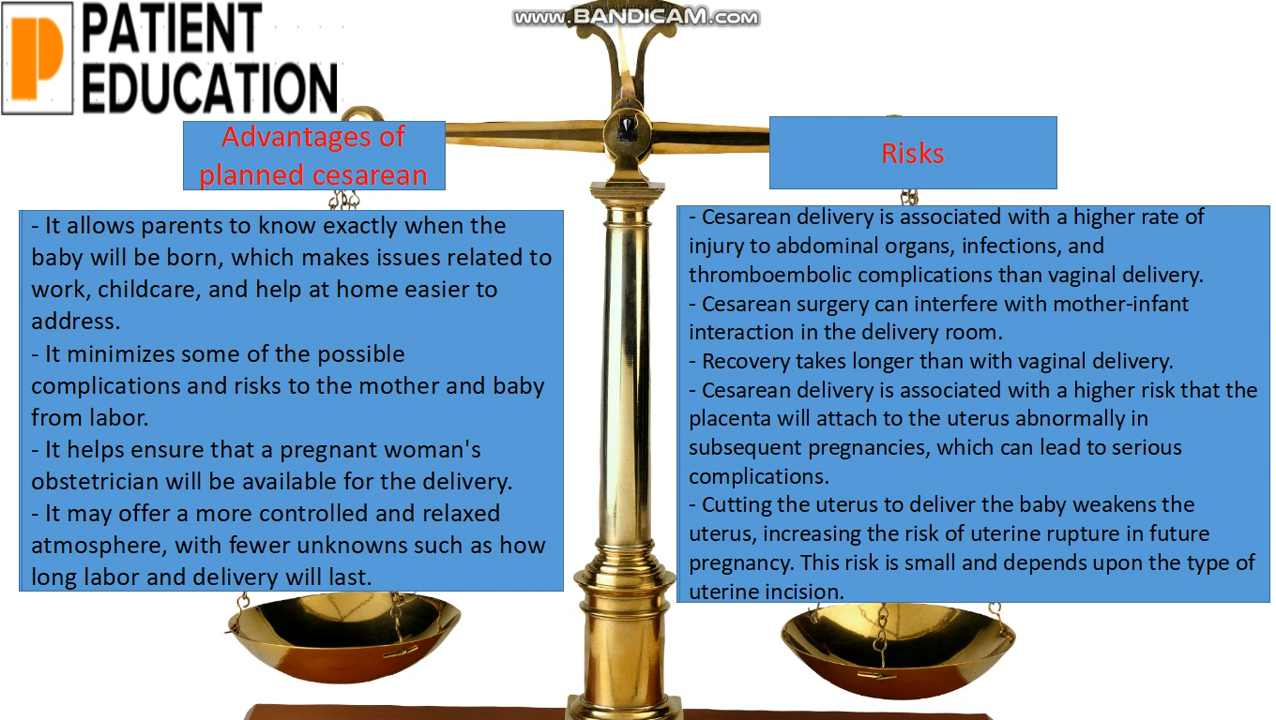 www.BANDICAM.com
PATIENT
EDUCATION
Advantages of
planned cesarean
- It allows parents to know exactly when the
baby will be born, which makes issues related to
work, childcare, and help at home easier to
address.
- It minimizes some of the possible
complications and risks to the mother and baby
from labor.
- It helps ensure that a pregnant woman's
obstetrician will be available for the delivery.
- It may offer a more controlled and relaxed
atmosphere, with fewer unknowns such as how
long labor and delivery will last.
Risks
- Cesarean delivery is associated with a higher rate of
injury to abdominal organs, infections, and
thromboembolic complications than vaginal delivery.
- Cesarean surgery can interfere with mother-infant
interaction in the delivery room.
- Recovery takes longer than with vaginal delivery.
- Cesarean delivery is associated with a higher risk that the
placenta will attach to the uterus abnormally in
subsequent pregnancies, which can lead to serious
complications.
- Cutting the uterus to deliver the baby weakens the
uterus, increasing the risk of uterine rupture in future
pregnancy. This risk is small and depends upon the type of
uterine incision.